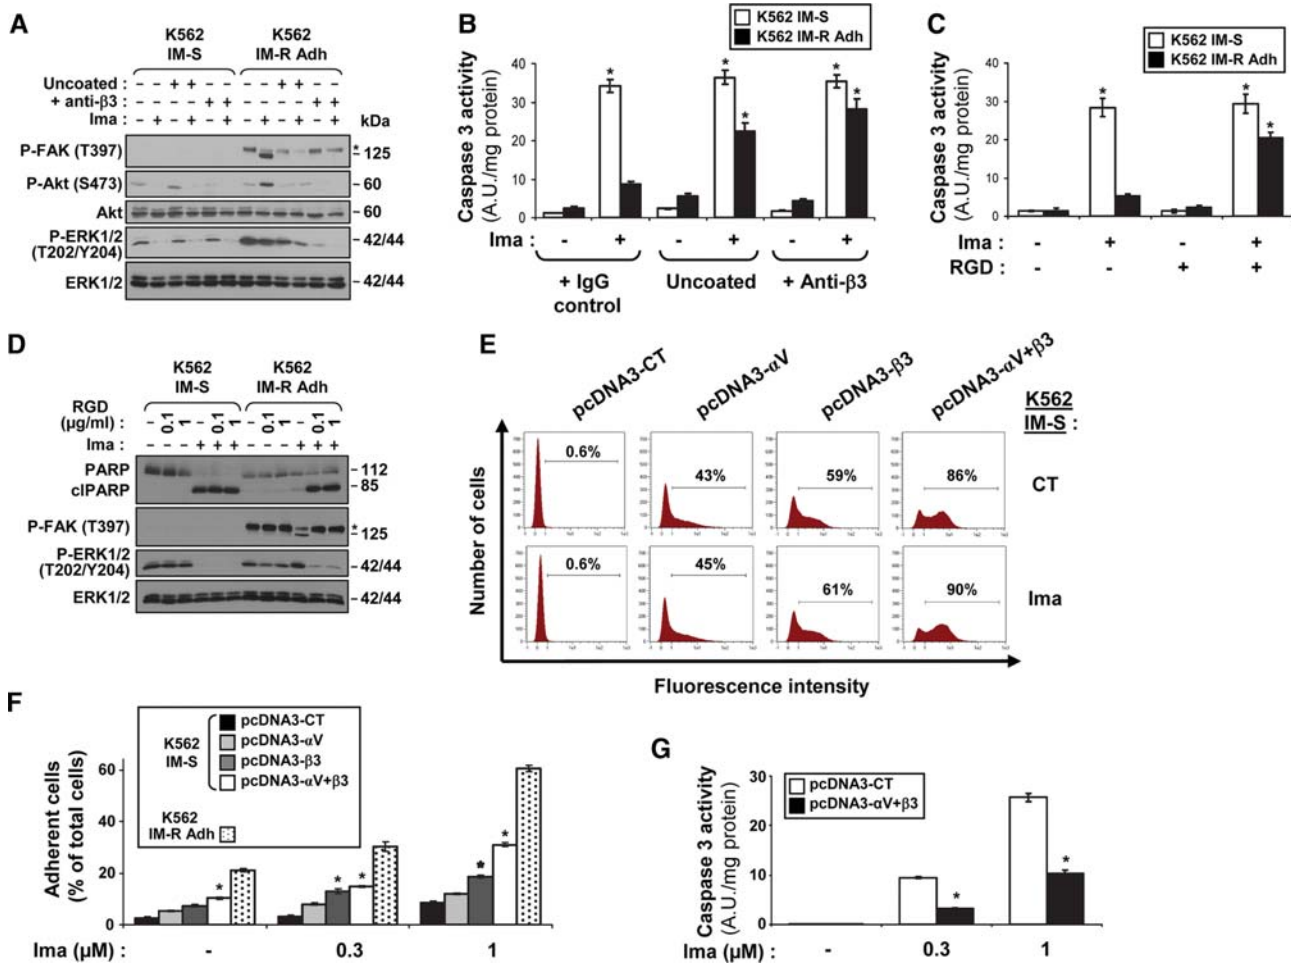 A
K562
IM-S
K562
IM-R Adh
Uncoated : - - + + - - - - + + - -
+ anti-β3 : - - - - + + - - - - + +
Ima : - + - + - + - + - + - +
kDa
P-FAK (T397)
*
125
P-Akt (S473)
60
Akt
60
P-ERK1/2
(T202/Y204)
42/44
ERK1/2
42/44
B
K562 IM-S
K562 IM-R Adh
Caspase 3 activity
(A.U./mg protein)
40
30
20
10
0
* * * * *
Ima : - + - + - +
+ IgG
control
Uncoated
+ Anti-β3
C
K562 IM-S
K562 IM-R Adh
Caspase 3 activity
(A.U./mg protein)
40
30
20
10
0
* * *
Ima : - + - +
RGD : - - + +
D
K562
IM-S
K562
IM-R Adh
RGD
(µg/ml) :
- 0.1 1 - 0.1 1 - 0.1 1 - 0.1 1
Ima : - - - + + + - - - + + +
PARP
112
clPARP
85
P-FAK (T397)
*
125
P-ERK1/2
(T202/Y204)
42/44
ERK1/2
42/44
E
pcDNA3-CT
pcDNA3-αV
pcDNA3-β3
pcDNA3-αV+β3
K562
IM-S :
0.6%
43%
59%
86%
CT
0.6%
45%
61%
90%
Ima
Number of cells
Fluorescence intensity
F
K562
IM-S
pcDNA3-CT
pcDNA3-αV
pcDNA3-β3
pcDNA3-αV+β3
K562
IM-R Adh
Adherent cells
(% of total cells)
60
40
20
0
* * * * *
Ima (µM) : - 0.3 1
G
pcDNA3-CT
pcDNA3-αV+β3
Caspase 3 activity
(A.U./mg protein)
30
20
10
0
* *
Ima (µM) : - 0.3 1